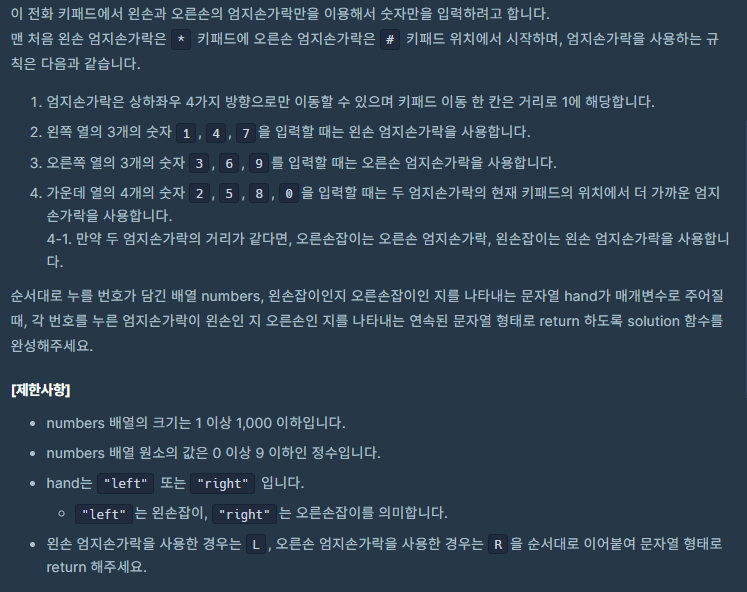 이 전화 키패드에서 왼손과 오른손의 엄지손가락만을 이용해서 숫자만을 입력하려고 합니다.
맨 처음 왼손 엄지손가락은 * 키패드에 오른손 엄지손가락은 # 키패드 위치에서 시작하며, 엄지손가락을 사용하는 규
칙은 다음과 같습니다.
1. 엄지손가락은 상하좌우 4가지 방향으로만 이동할 수 있으며 키패드 이동 한 칸은 거리로 1에 해당합니다.
2. 왼쪽 열의 3개의 숫자 1, 4, 7을 입력할 때는 왼손 엄지손가락을 사용합니다.
3. 오른쪽 열의 3개의 숫자 3, 6, 9를 입력할 때는 오른손 엄지손가락을 사용합니다.
4. 가운데 열의 4개의 숫자 2, 5, 8, 0을 입력할 때는 두 엄지손가락의 현재 키패드의 위치에서 더 가까운 엄지
손가락을 사용합니다.
4-1. 만약 두 엄지손가락의 거리가 같다면, 오른손잡이는 오른손 엄지손가락, 왼손잡이는 왼손 엄지손가락을 사용합니
다.
순서대로 누를 번호가 담긴 배열 numbers, 왼손잡이인지 오른손잡이인 지를 나타내는 문자열 hand가 매개변수로 주어질
때, 각 번호를 누른 엄지손가락이 왼손인 지 오른손인 지를 나타내는 연속된 문자열 형태로 return 하도록 solution 함수를
완성해주세요.
[제한사항]
• numbers 배열의 크기는 1 이상 1,000 이하입니다.
• numbers 배열 원소의 값은 0 이상 9 이하인 정수입니다.
• hand는 "left" 또는 "right" 입니다.
○ "left"는 왼손잡이, "right"는 오른손잡이를 의미합니다.
• 왼손 엄지손가락을 사용한 경우는 L, 오른손 엄지손가락을 사용한 경우는 R을 순서대로 이어붙여 문자열 형태로
return 해주세요.